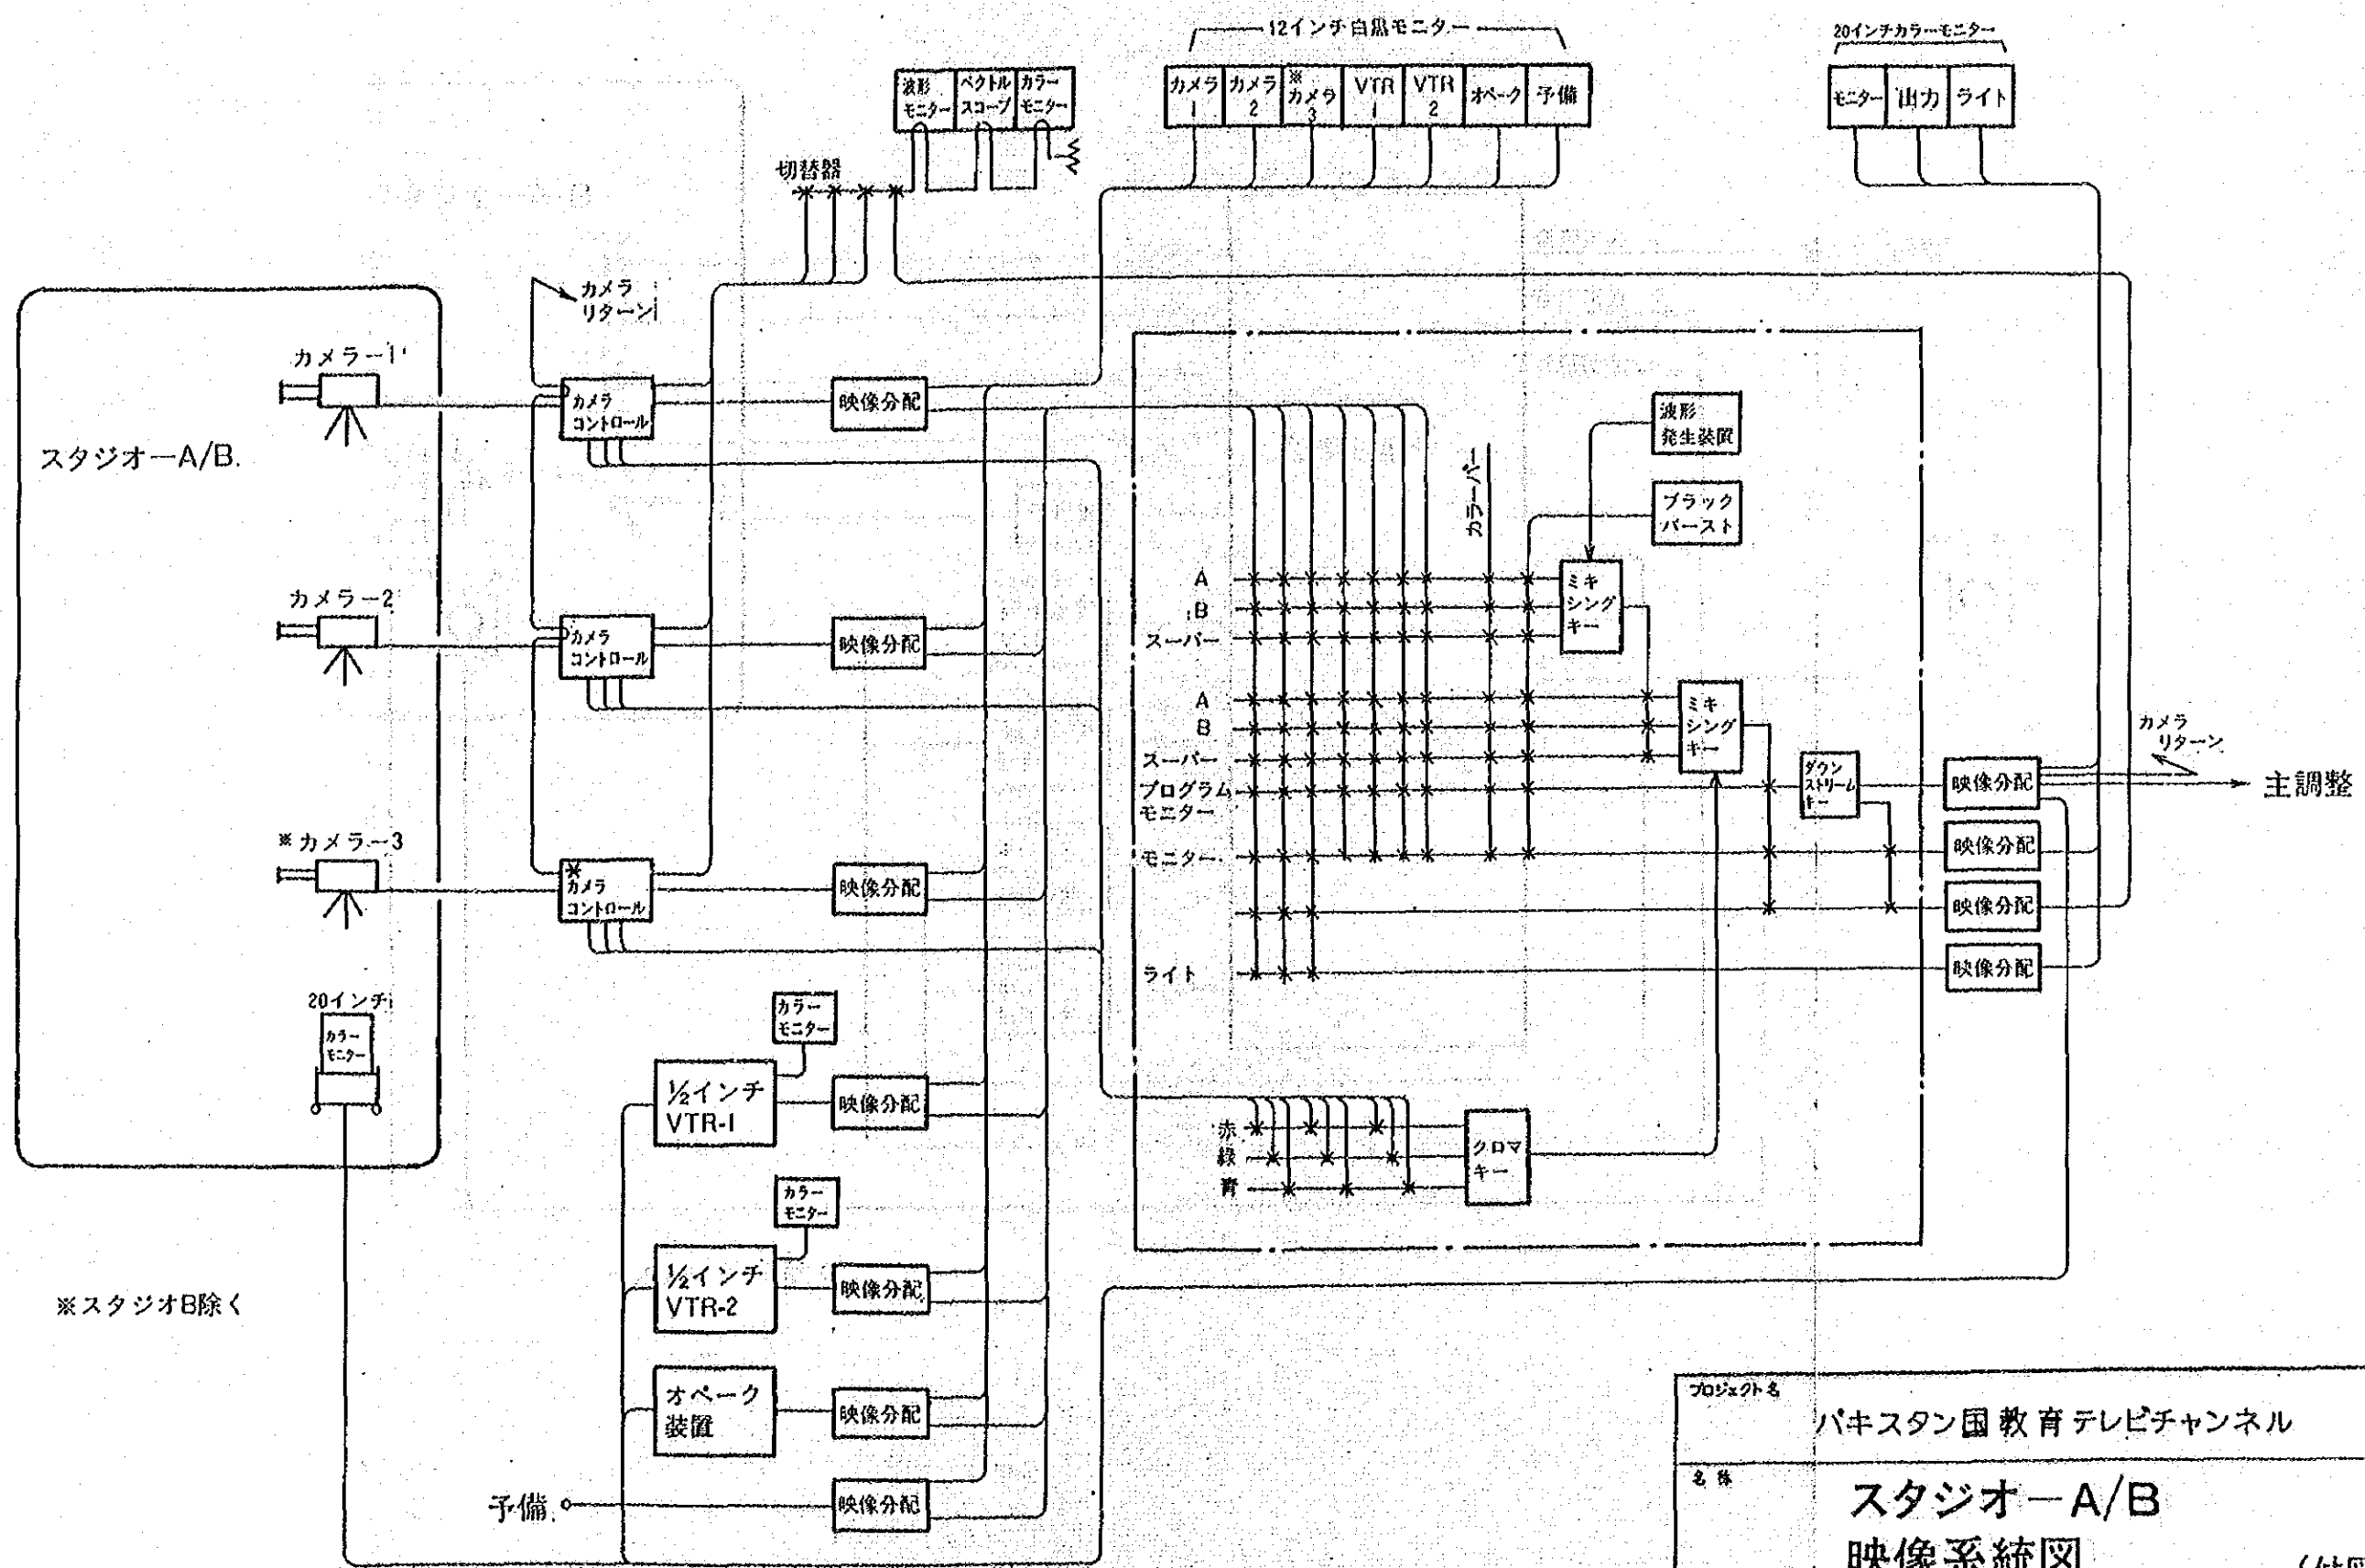 12インチ白黒モニター
20インチカラーモニター
波形
モニター
ベクトル
スコープ
カラー
モニター
カメラ
1
カメラ
2
※
カメラ
3
VTR
1
VTR
2
オペーク
予備
モニター
出力
ライト
切替器
カメラ
リターン
カメラー1
スタジオーA/B.
カメラ
コントロール
映像分配
カメラー2
カメラ
コントロール
映像分配
※カメラー3
※
カメラ
コントロール
映像分配
20インチ
カラー
モニター
カラー
モニター
½インチ
VTR-1
映像分配
カラー
モニター
½インチ
VTR-2
映像分配
オペーク
装置
映像分配
予備
映像分配
※スタジオB除く
波形
発生装置
ブラック
バースト
カラーバー
A
B
スーパー
ミキ
シング
キー
A
B
スーパー
プログラム
モニター
モニター
ライト
ミキ
シング
キー
ダウン
ストリーム
キー
映像分配
映像分配
映像分配
映像分配
カメラ
リターン
主調整
赤
緑
青
クロマ
キー
プロジェクト名
パキスタン国教育テレビチャンネル
名称
スタジオーA/B
映像系統図